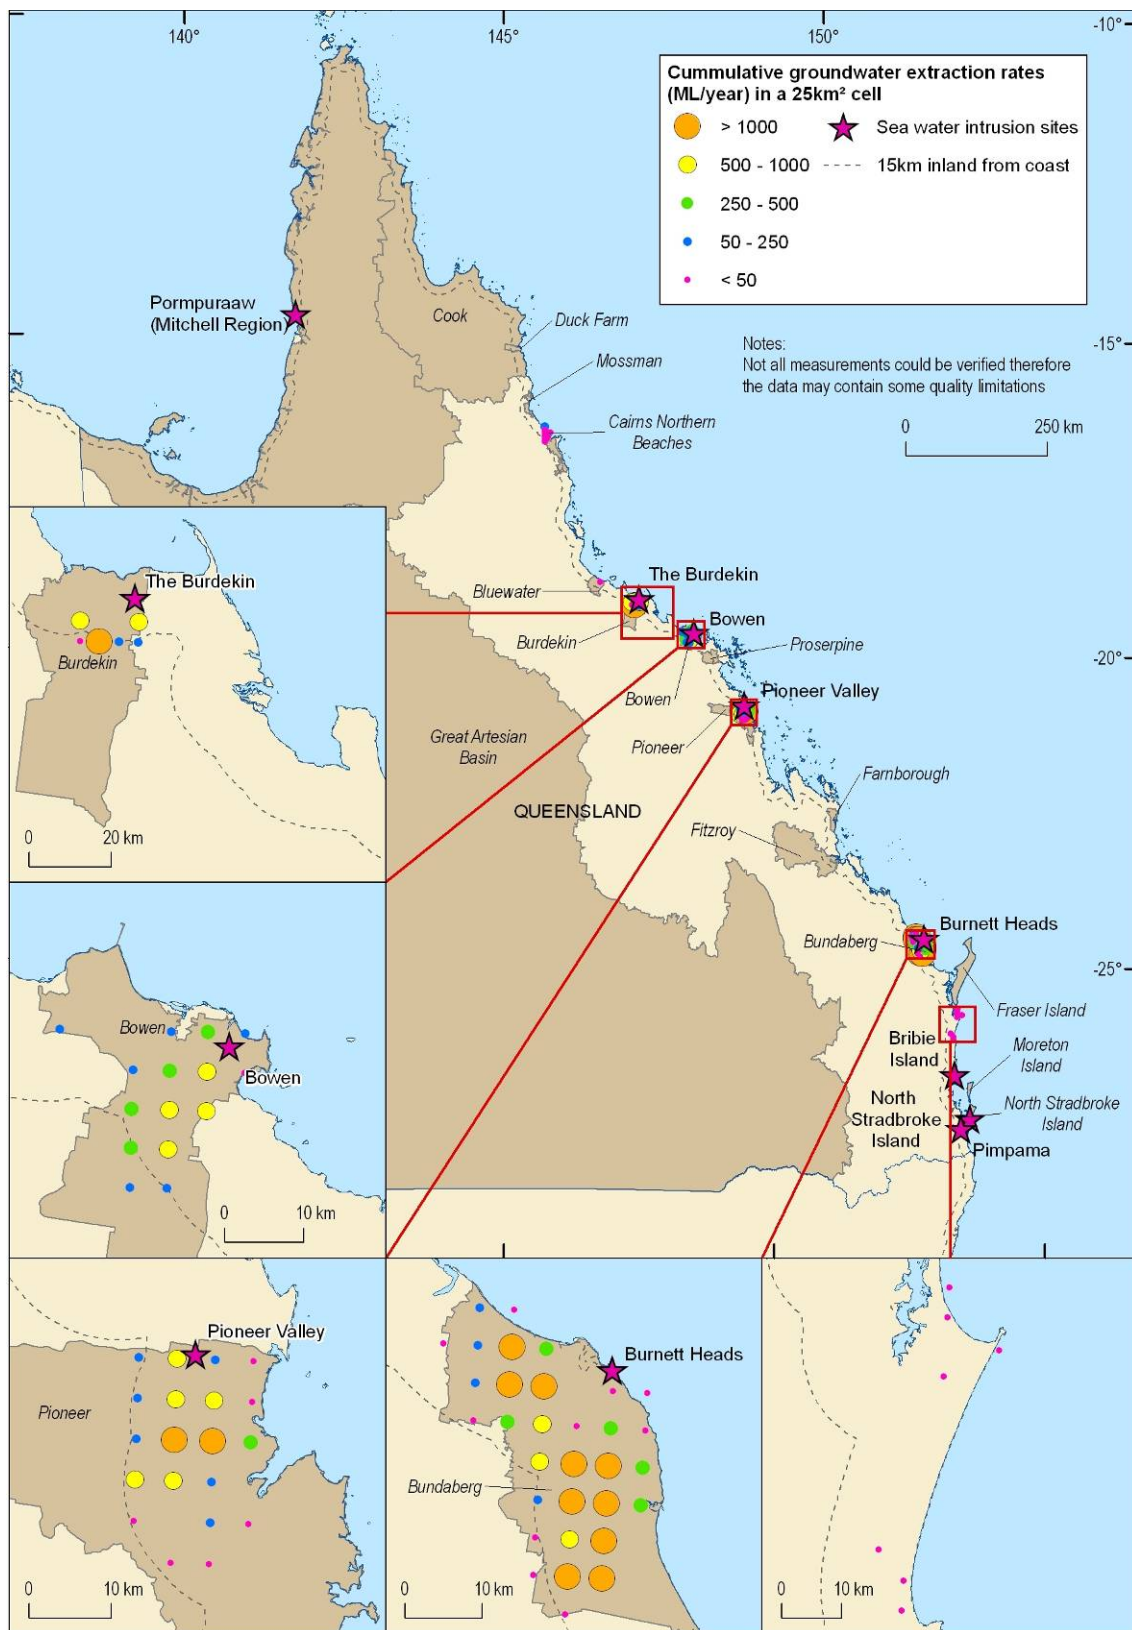 140°
145°
150°
-10°
Cummulative groundwater extraction rates
(ML/year) in a 25km² cell
> 1000
Sea water intrusion sites
500 - 1000
15km inland from coast
250 - 500
50 - 250
< 50
Pormpuraaw
(Mitchell Region)
Cook
Duck Farm
Mossman
-15°
Notes:
Not all measurements could be verified therefore
the data may contain some quality limitations
Cairns Northern
Beaches
0
250 km
The Burdekin
Bluewater
Burdekin
Bowen
Proserpine
-20°
Bowen
Pioneer Valley
Pioneer
Great Artesian
Basin
QUEENSLAND
Farnborough
Fitzroy
Burnett Heads
Bundaberg
-25°
Fraser Island
Bribie
Island
Moreton
Island
North
Stradbroke
Island
North Stradbroke
Island
Pimpama
The Burdekin
Burdekin
0
20 km
Bowen
Bowen
0
10 km
Pioneer Valley
Pioneer
0
10 km
Burnett Heads
Bundaberg
0
10 km
0
10 km